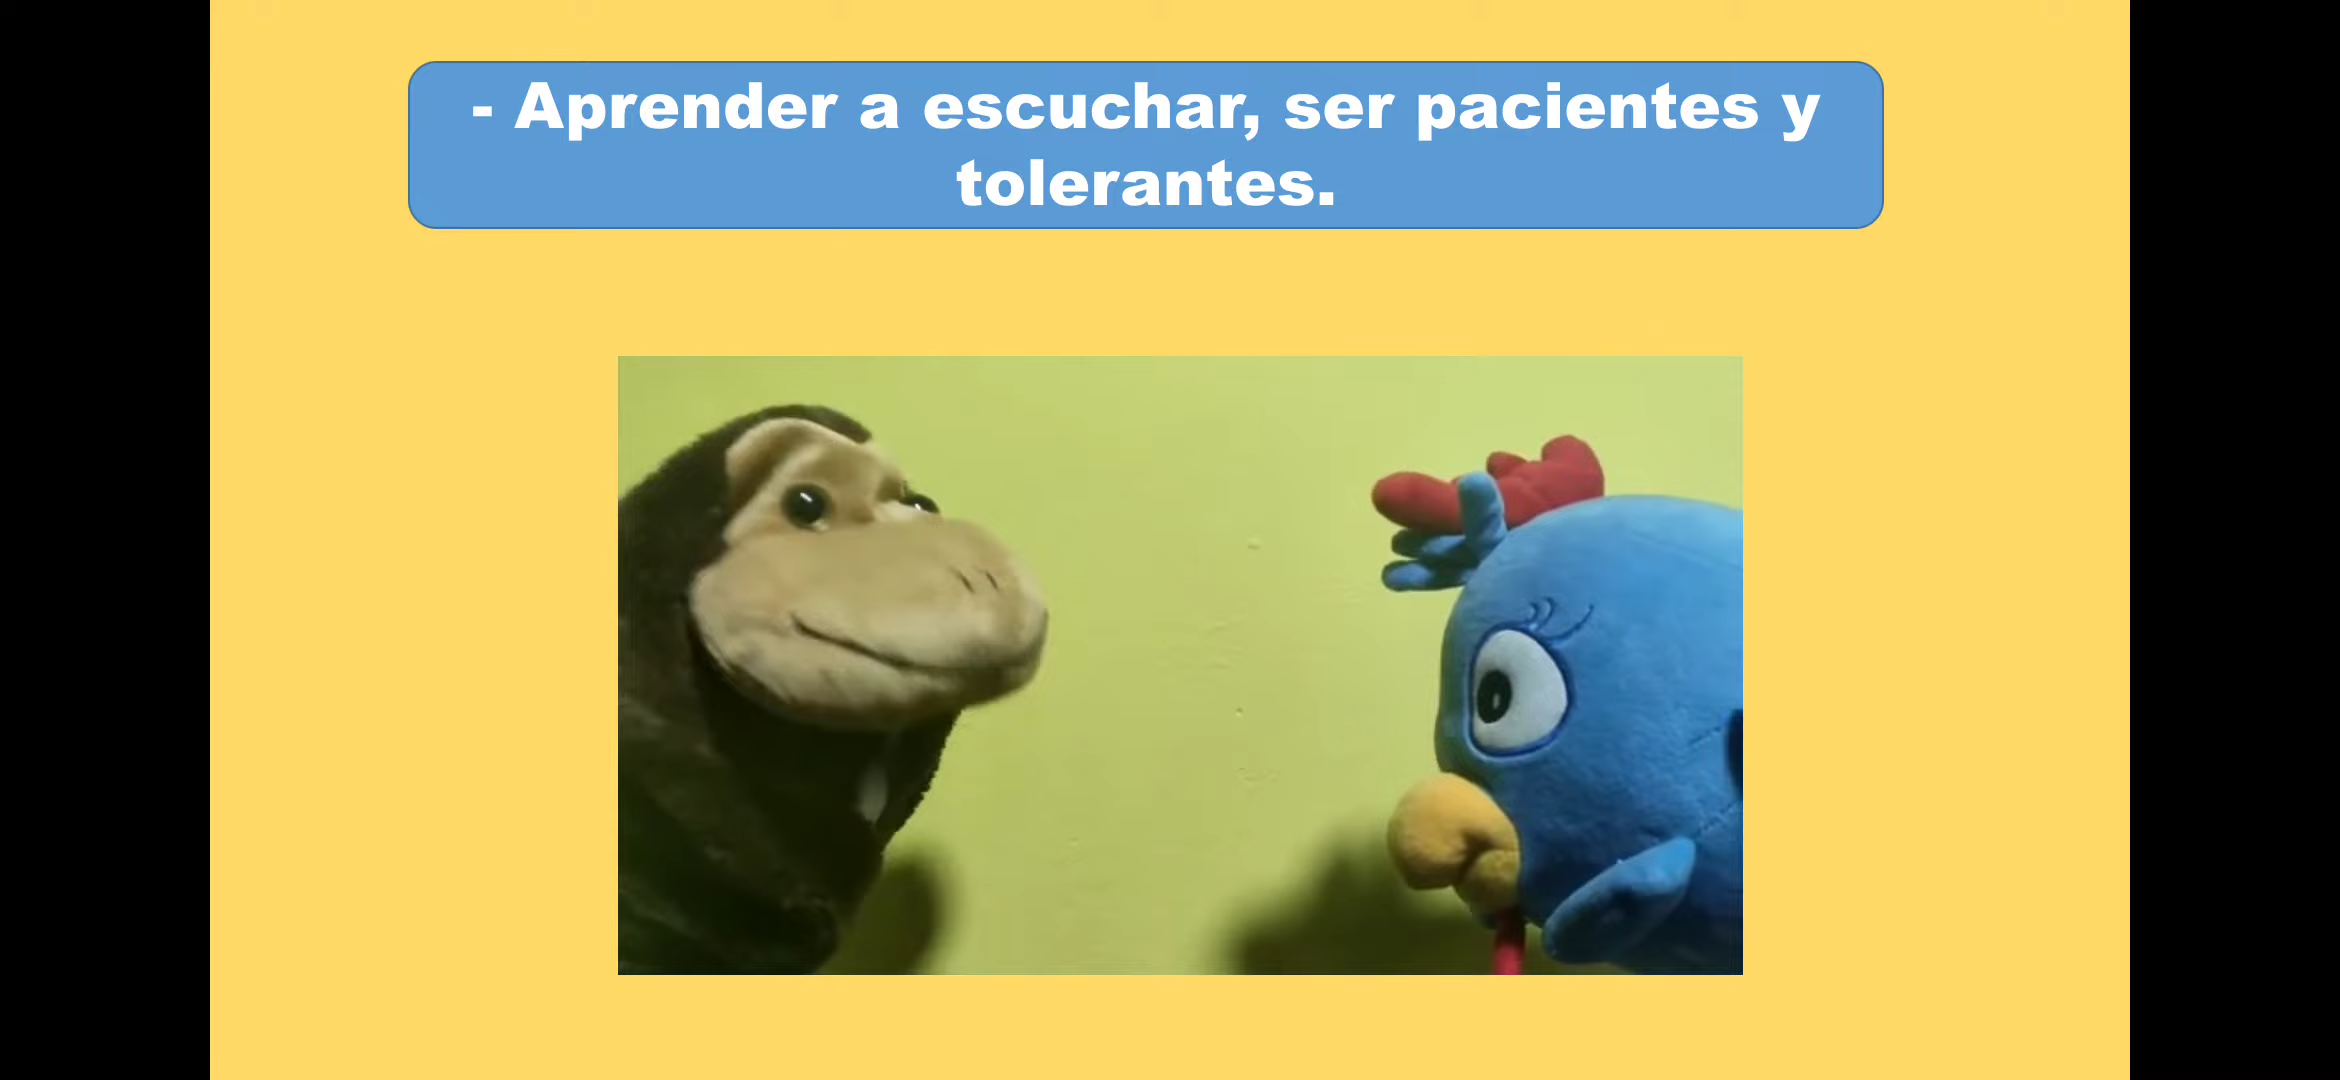 - Aprender a escuchar, ser pacientes y
tolerantes.